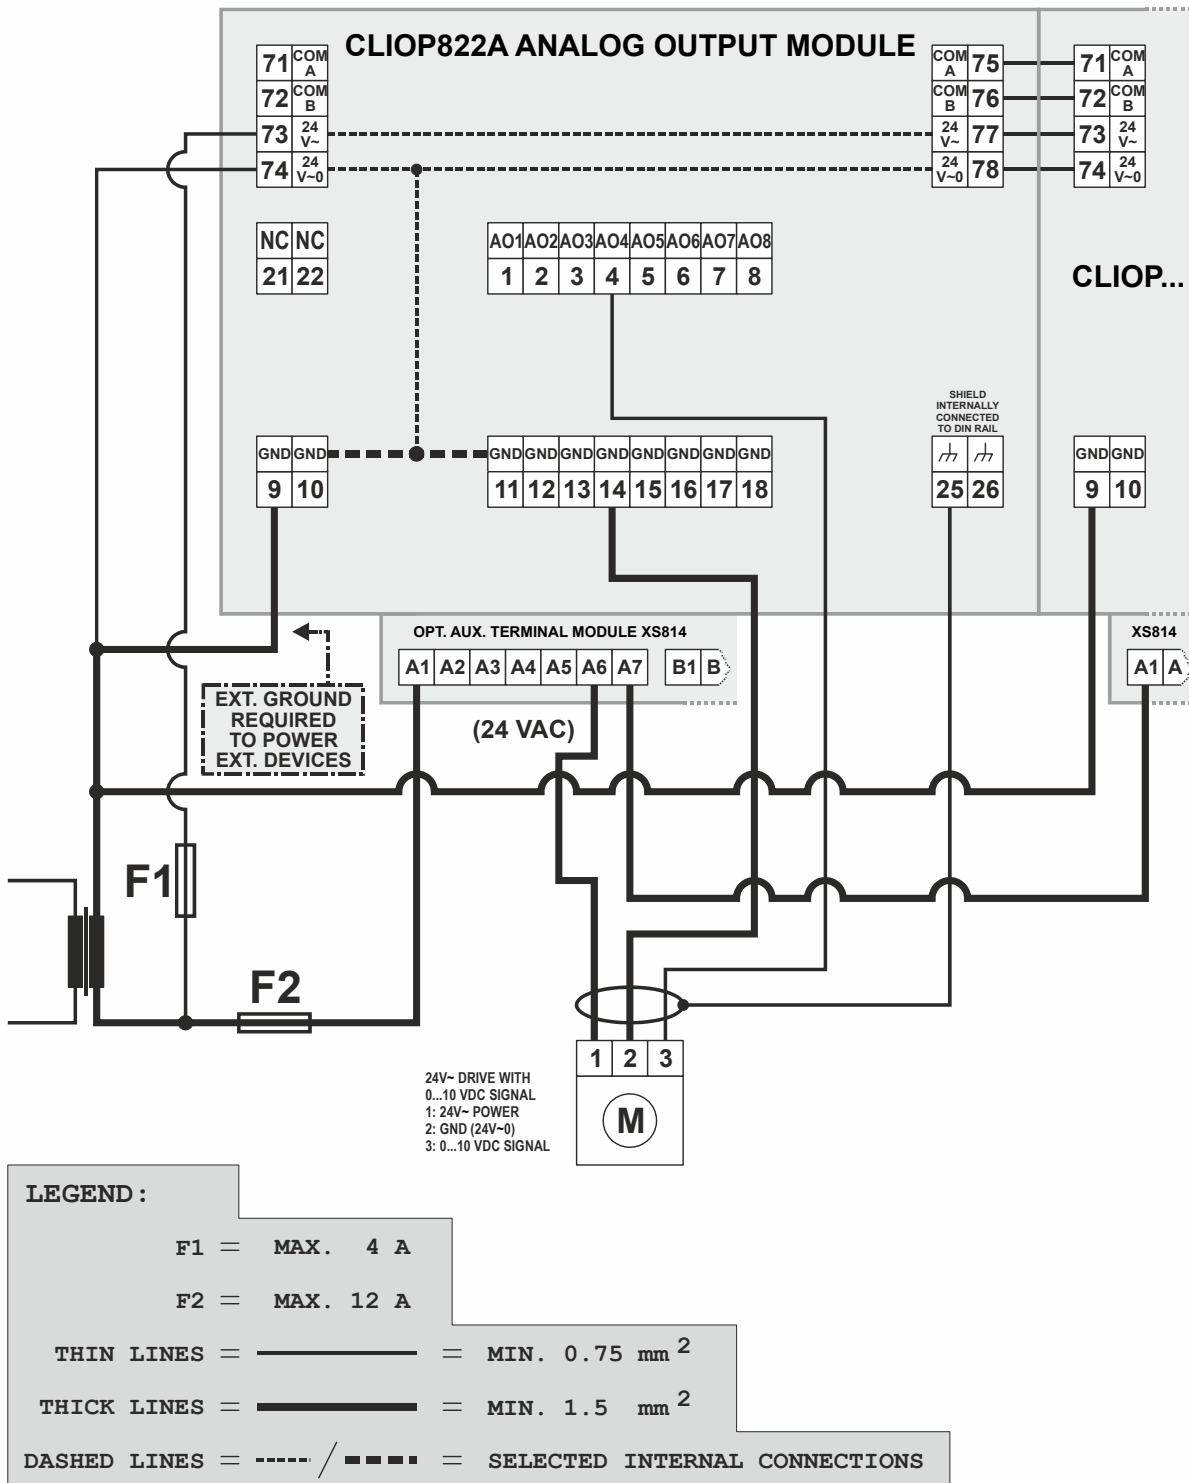 CLIOP822A ANALOG OUTPUT MODULE
71 COM A
72 COM B
73 24 V~
74 24 V~0
COM A 75
COM B 76
24 V~ 77
24 V~0 78
71 COM A
72 COM B
73 24 V~
74 24 V~0
NC NC
21 22
AO1 AO2 AO3 AO4 AO5 AO6 AO7 AO8
1 2 3 4 5 6 7 8
CLIOP...
SHIELD
INTERNALLY
CONNECTED
TO DIN RAIL
GND GND
9 10
GND GND GND GND GND GND GND GND
11 12 13 14 15 16 17 18
25 26
GND GND
9 10
OPT. AUX. TERMINAL MODULE XS814
A1 A2 A3 A4 A5 A6 A7 B1 B
XS814
A1 A
(24 VAC)
EXT. GROUND
REQUIRED
TO POWER
EXT. DEVICES
F1
F2
1 2 3
M
24V~ DRIVE WITH
0...10 VDC SIGNAL
1: 24V~ POWER
2: GND (24V~0)
3: 0...10 VDC SIGNAL
LEGEND:
F1 = MAX. 4 A
F2 = MAX. 12 A
THIN LINES = = MIN. 0.75 mm²
THICK LINES = = MIN. 1.5 mm²
DASHED LINES = / = SELECTED INTERNAL CONNECTIONS